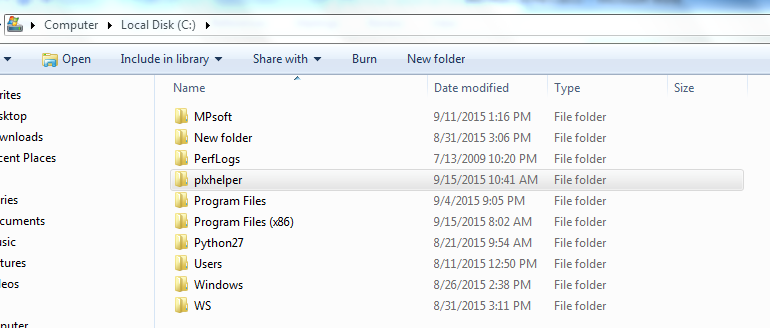 Computer Local Disk (C:)
Open Include in library Share with Burn New folder
Name Date modified Type Size
rites
sktop
wnloads
cent Places
ries
cuments
usic
tures
leos
mputer
MPsoft 9/11/2015 1:16 PM File folder
New folder 8/31/2015 3:06 PM File folder
PerfLogs 7/13/2009 10:20 PM File folder
plxhelper 9/15/2015 10:41 AM File folder
Program Files 9/4/2015 9:05 PM File folder
Program Files (x86) 9/15/2015 8:02 AM File folder
Python27 8/21/2015 9:54 AM File folder
Users 8/11/2015 12:50 PM File folder
Windows 8/26/2015 2:38 PM File folder
WS 8/31/2015 3:11 PM File folder